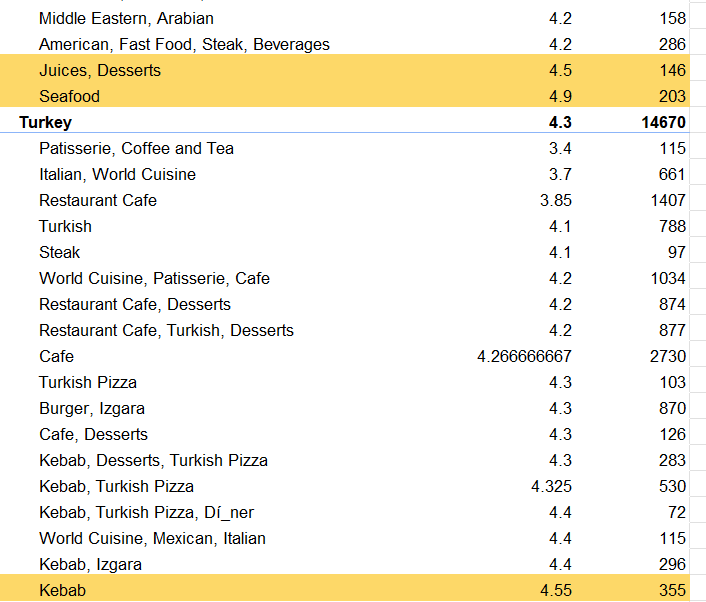 Middle Eastern, Arabian 4.2 158
American, Fast Food, Steak, Beverages 4.2 286
Juices, Desserts 4.5 146
Seafood 4.9 203
Turkey 4.3 14670
Patisserie, Coffee and Tea 3.4 115
Italian, World Cuisine 3.7 661
Restaurant Cafe 3.85 1407
Turkish 4.1 788
Steak 4.1 97
World Cuisine, Patisserie, Cafe 4.2 1034
Restaurant Cafe, Desserts 4.2 874
Restaurant Cafe, Turkish, Desserts 4.2 877
Cafe 4.266666667 2730
Turkish Pizza 4.3 103
Burger, Izgara 4.3 870
Cafe, Desserts 4.3 126
Kebab, Desserts, Turkish Pizza 4.3 283
Kebab, Turkish Pizza 4.325 530
Kebab, Turkish Pizza, Dí_ner 4.4 72
World Cuisine, Mexican, Italian 4.4 115
Kebab, Izgara 4.4 296
Kebab 4.55 355